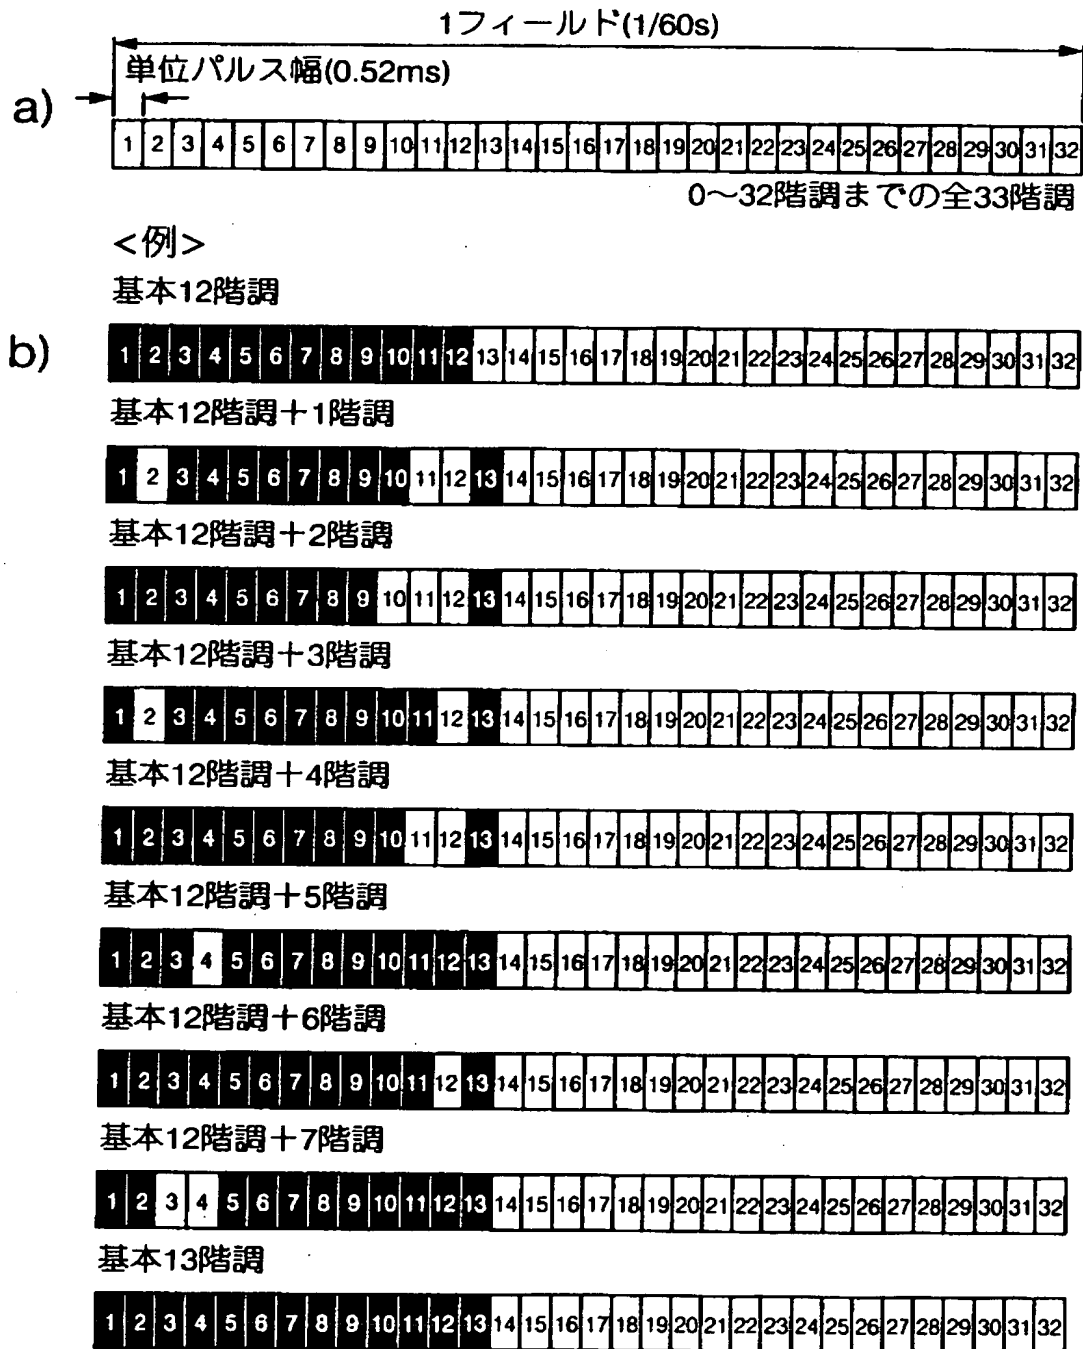 1フィールド(1/60s)
単位パルス幅(0.52ms)
a)
1 2 3 4 5 6 7 8 9 10 11 12 13 14 15 16 17 18 19 20 21 22 23 24 25 26 27 28 29 30 31 32
0～32階調までの全33階調
<例>
基本12階調
b)
1 2 3 4 5 6 7 8 9 10 11 12 13 14 15 16 17 18 19 20 21 22 23 24 25 26 27 28 29 30 31 32
基本12階調＋1階調
1 2 3 4 5 6 7 8 9 10 11 12 13 14 15 16 17 18 19 20 21 22 23 24 25 26 27 28 29 30 31 32
基本12階調＋2階調
1 2 3 4 5 6 7 8 9 10 11 12 13 14 15 16 17 18 19 20 21 22 23 24 25 26 27 28 29 30 31 32
基本12階調＋3階調
1 2 3 4 5 6 7 8 9 10 11 12 13 14 15 16 17 18 19 20 21 22 23 24 25 26 27 28 29 30 31 32
基本12階調＋4階調
1 2 3 4 5 6 7 8 9 10 11 12 13 14 15 16 17 18 19 20 21 22 23 24 25 26 27 28 29 30 31 32
基本12階調＋5階調
1 2 3 4 5 6 7 8 9 10 11 12 13 14 15 16 17 18 19 20 21 22 23 24 25 26 27 28 29 30 31 32
基本12階調＋6階調
1 2 3 4 5 6 7 8 9 10 11 12 13 14 15 16 17 18 19 20 21 22 23 24 25 26 27 28 29 30 31 32
基本12階調＋7階調
1 2 3 4 5 6 7 8 9 10 11 12 13 14 15 16 17 18 19 20 21 22 23 24 25 26 27 28 29 30 31 32
基本13階調
1 2 3 4 5 6 7 8 9 10 11 12 13 14 15 16 17 18 19 20 21 22 23 24 25 26 27 28 29 30 31 32